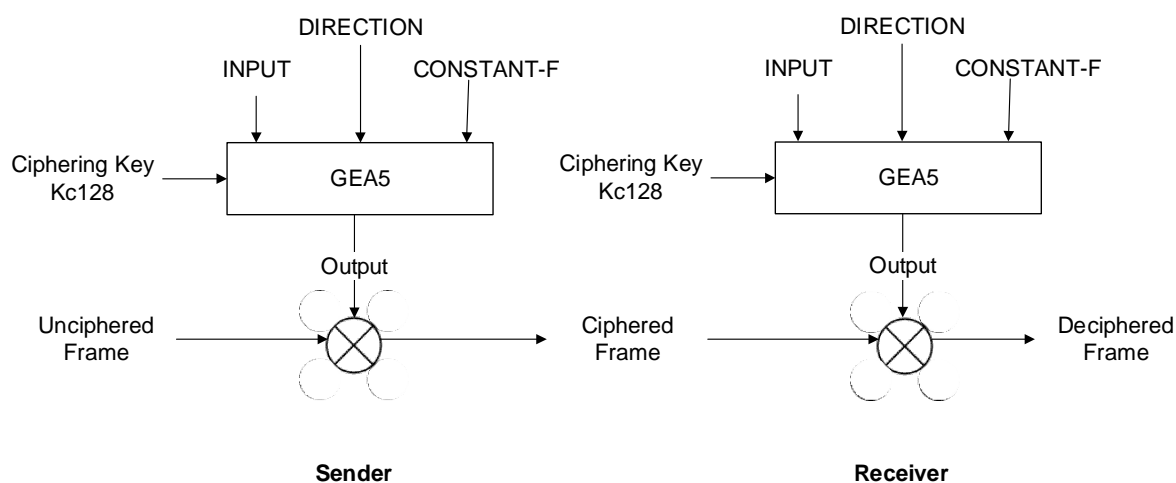 DIRECTION
INPUT
CONSTANT-F
Ciphering Key
Kc128
GEA5
Output
Unciphered
Frame
Sender
DIRECTION
INPUT
CONSTANT-F
Ciphering Key
Kc128
GEA5
Output
Ciphered
Frame
Deciphered
Frame
Receiver